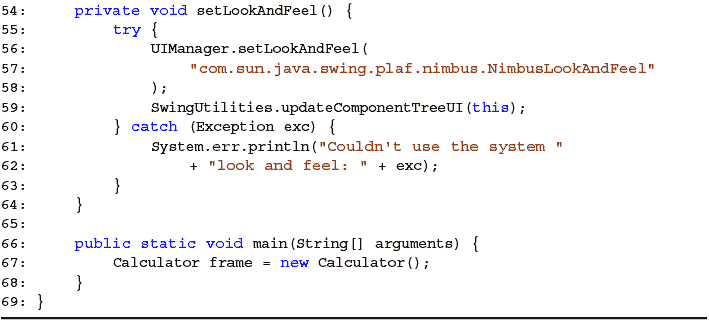 54:     private void setLookAndFeel() {
55:         try {
56:             UIManager.setLookAndFeel(
57:                 "com.sun.java.swing.plaf.nimbus.NimbusLookAndFeel"
58:             );
59:             SwingUtilities.updateComponentTreeUI(this);
60:         } catch (Exception exc) {
61:             System.err.println("Couldn't use the system "
62:                 + "look and feel: " + exc);
63:         }
64:     }
65:
66:     public static void main(String[] arguments) {
67:         Calculator frame = new Calculator();
68:     }
69: }